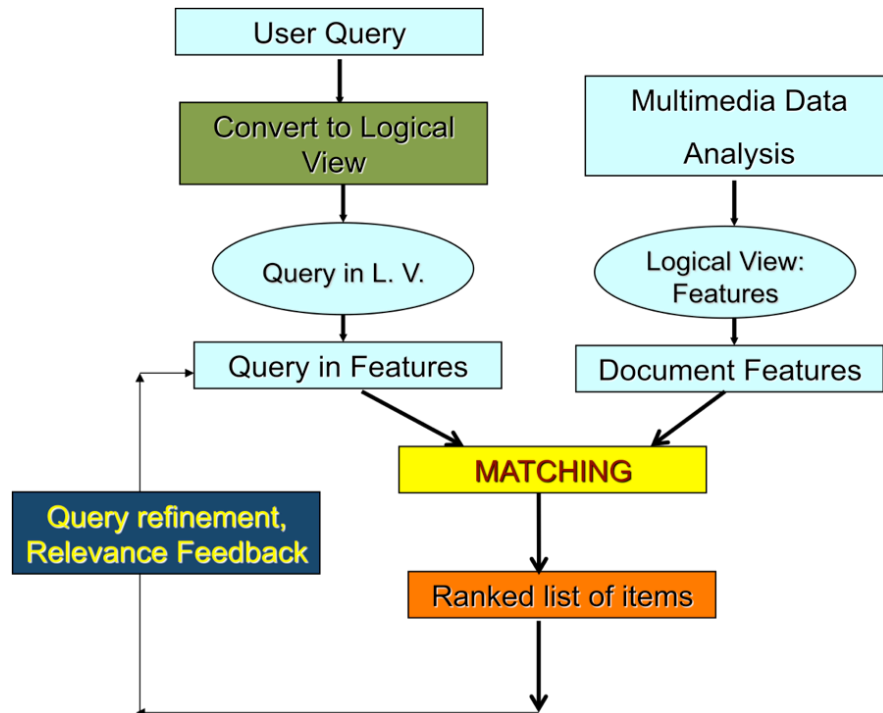 User Query
Convert to Logical
View
Query in L. V.
Query in Features
Multimedia Data
Analysis
Logical View:
Features
Document Features
MATCHING
Query refinement,
Relevance Feedback
Ranked list of items